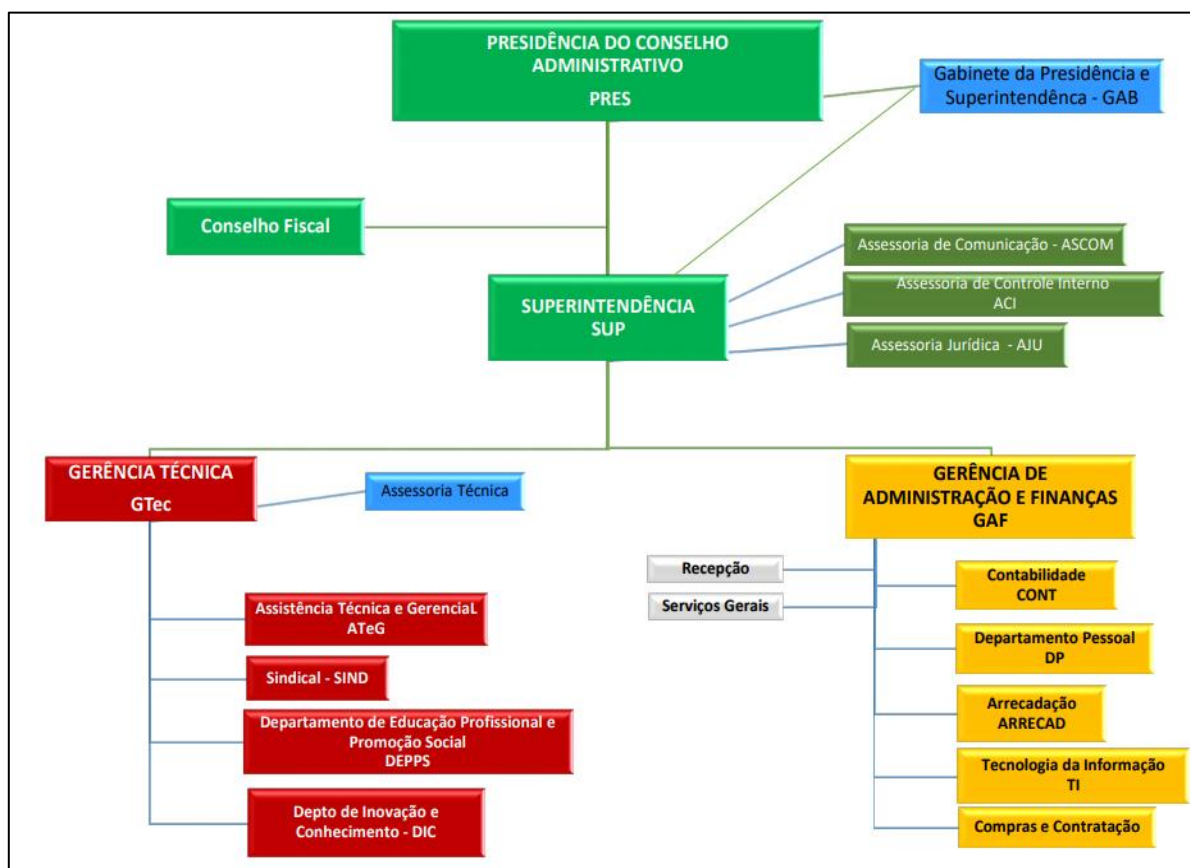 PRESIDÊNCIA DO CONSELHO
ADMINISTRATIVO
PRES
Gabinete da Presidência e
Superintendênca - GAB
Conselho Fiscal
Assessoria de Comunicação - ASCOM
Assessoria de Controle Interno
ACI
Assessoria Jurídica - AJU
SUPERINTENDÊNCIA
SUP
GERÊNCIA TÉCNICA
GTec
Assessoria Técnica
GERÊNCIA DE
ADMINISTRAÇÃO E FINANÇAS
GAF
Assistência Técnica e GerenciaL
ATeG
Sindical - SIND
Departamento de Educação Profissional e
Promoção Social
DEPPS
Depto de Inovação e
Conhecimento - DIC
Recepção
Serviços Gerais
Contabilidade
CONT
Departamento Pessoal
DP
Arrecadação
ARRECAD
Tecnologia da Informação
TI
Compras e Contratação